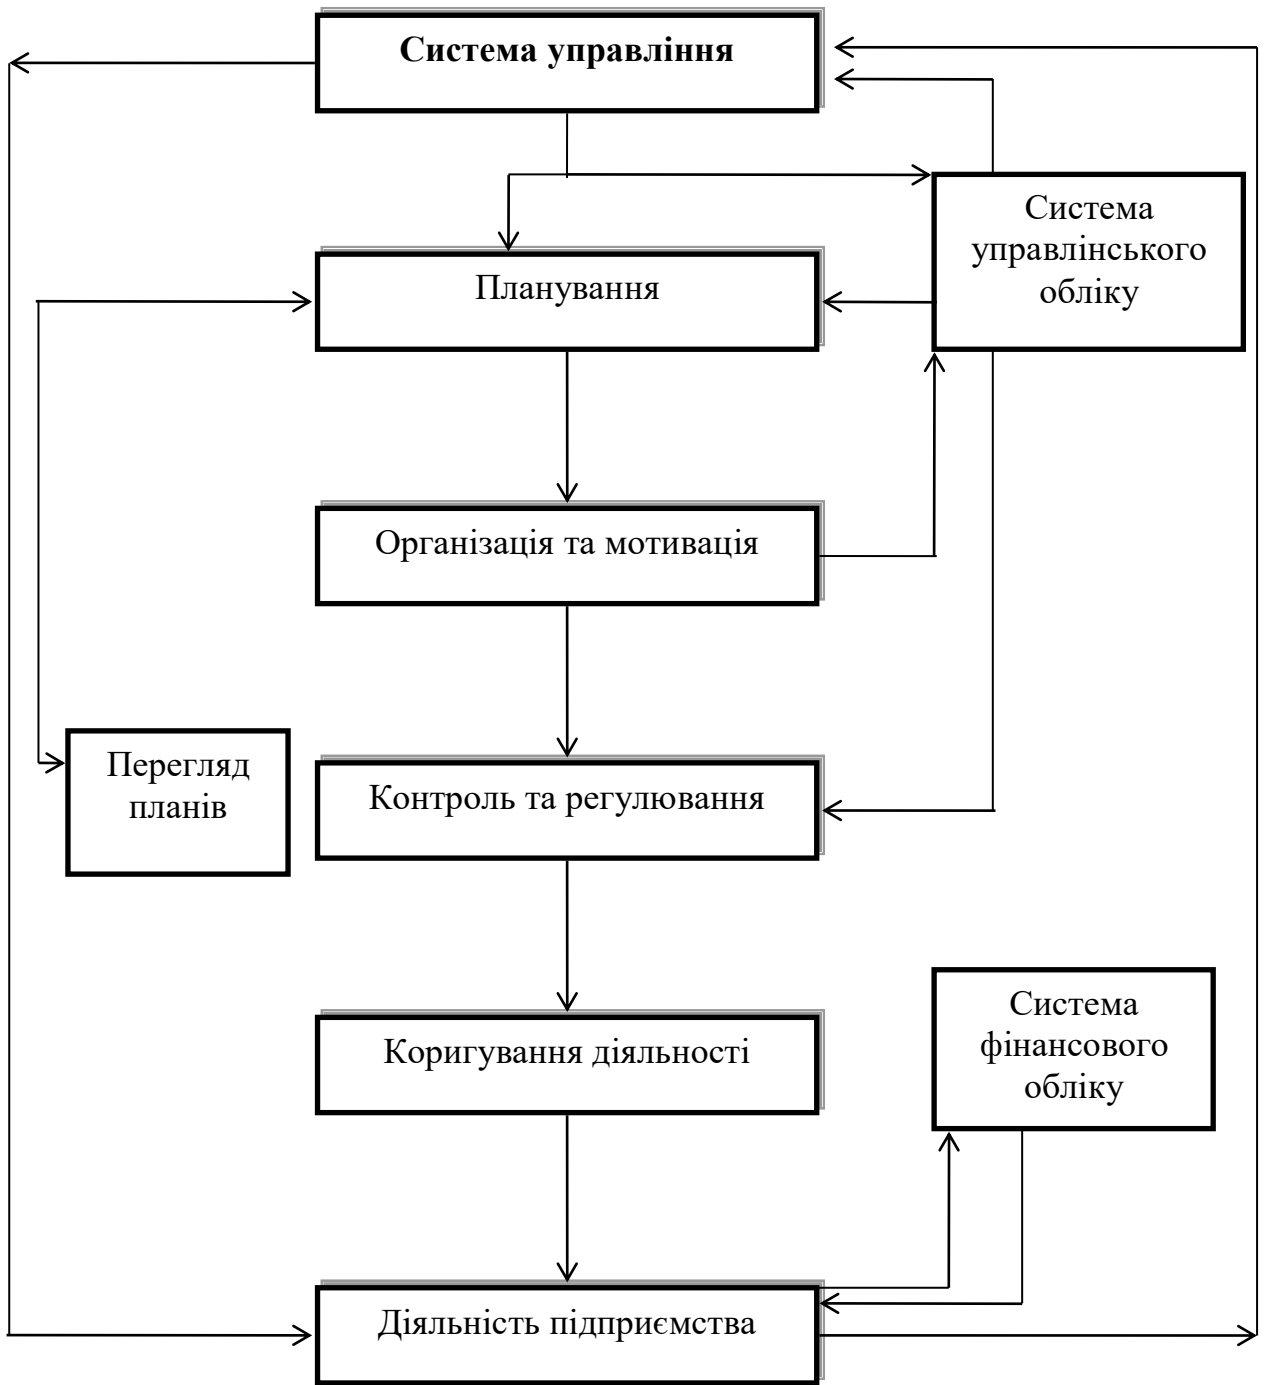 Система управління
Система
управлінського
обліку
Планування
Організація та мотивація
Перегляд
планів
Контроль та регулювання
Система
фінансового
обліку
Коригування діяльності
Діяльність підприємства